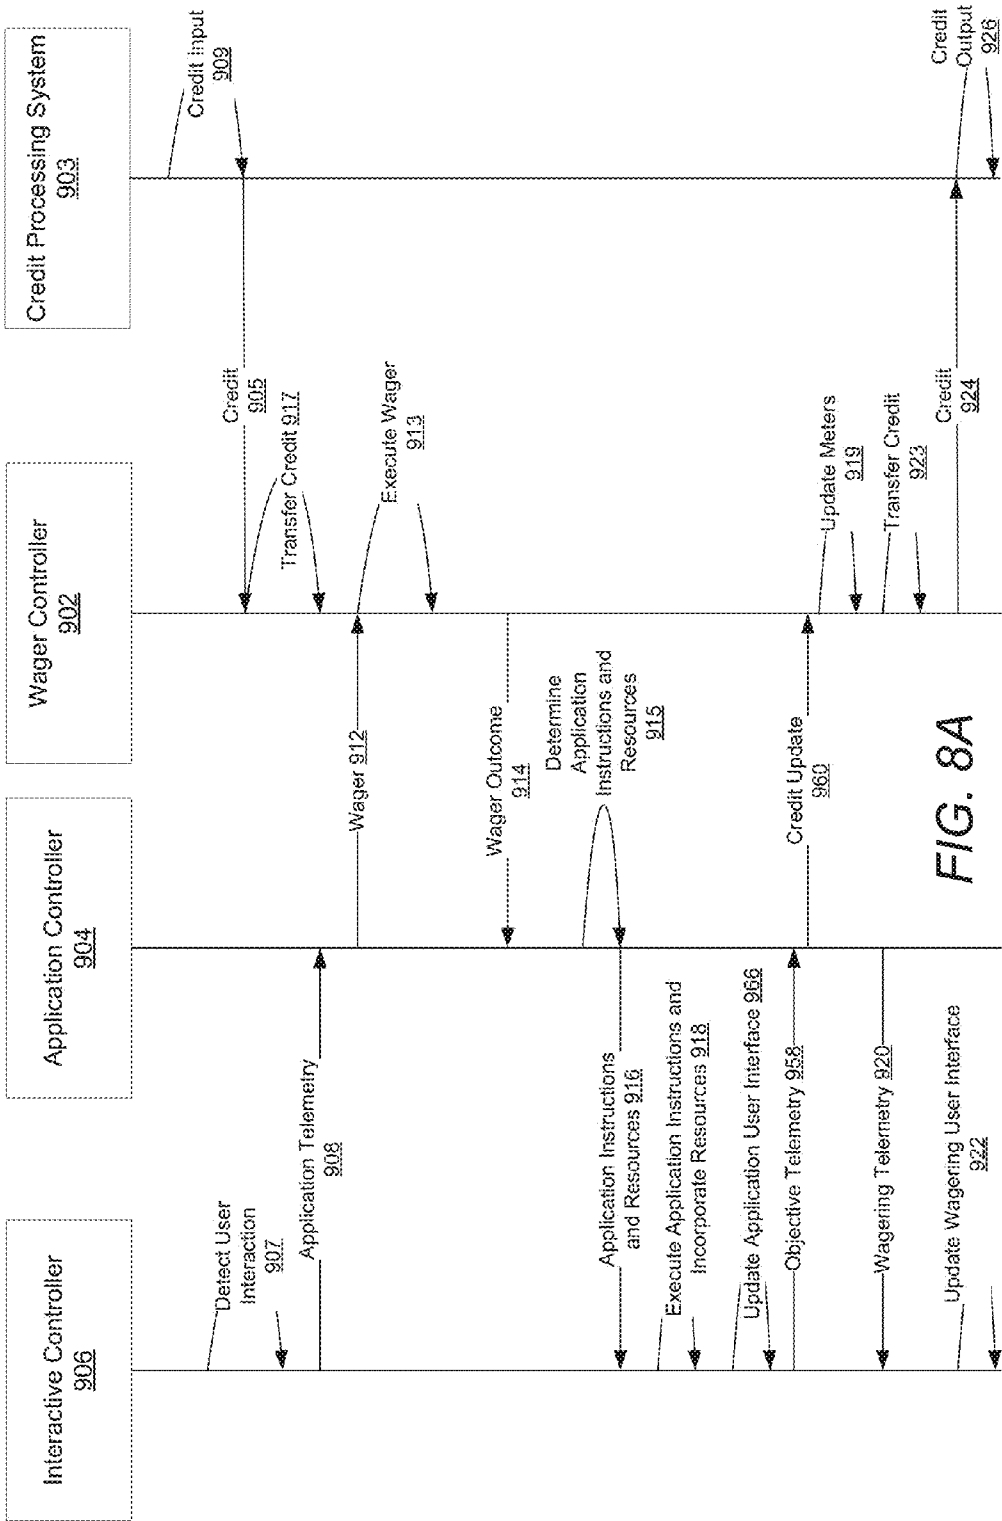 Interactive Controller
906
Application Controller
904
Wager Controller
902
Credit Processing System
903
Credit Input
909
Credit
905
Detect User
Interaction
907
Transfer Credit 917
Application Telemetry
908
Wager 912
Execute Wager
913
Wager Outcome
914
Determine
Application
Instructions and
Resources
915
Application Instructions
and Resources 916
Execute Application Instructions and
Incorporate Resources 918
Update Application User Interface 966
Objective Telemetry 958
Credit Update
960
Update Meters
919
Wagering Telemetry 920
Transfer Credit
923
Update Wagering User Interface
922
Credit
924
Credit
Output
926
FIG. 8A